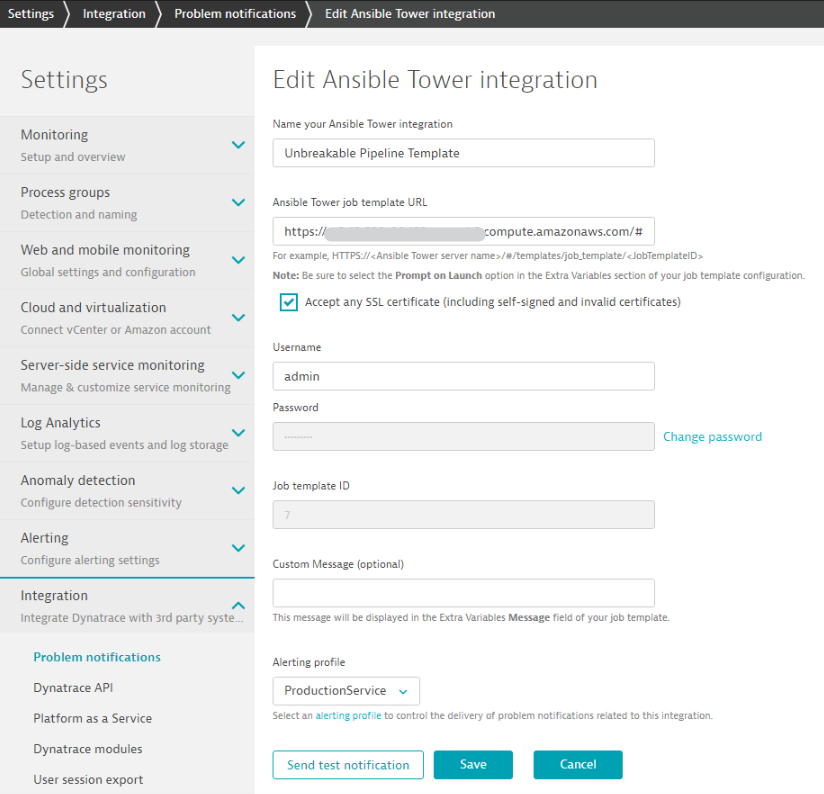 Settings
Integration
Problem notifications
Edit Ansible Tower integration
Settings
Monitoring
Setup and overview
Process groups
Detection and naming
Web and mobile monitoring
Global settings and configuration
Cloud and virtualization
Connect vCenter or Amazon account
Server-side service monitoring
Manage & customize service monitoring
Log Analytics
Setup log-based events and log storage
Anomaly detection
Configure detection sensitivity
Alerting
Configure alerting settings
Integration
Integrate Dynatrace with 3rd party syste...
Problem notifications
Dynatrace API
Platform as a Service
Dynatrace modules
User session export
Edit Ansible Tower integration
Name your Ansible Tower integration
Unbreakable Pipeline Template
Ansible Tower job template URL
https:// compute.amazonaws.com/#
For example, HTTPS://<Ansible Tower server name>/#/templates/job_template/<JobTemplateID>
Note: Be sure to select the Prompt on Launch option in the Extra Variables section of your job template configuration.
Accept any SSL certificate (including self-signed and invalid certificates)
Username
admin
Password
Change password
Job template ID
7
Custom Message (optional)
This message will be displayed in the Extra Variables Message field of your job template.
Alerting profile
ProductionService
Select an alerting profile to control the delivery of problem notifications related to this integration.
Send test notification
Save
Cancel